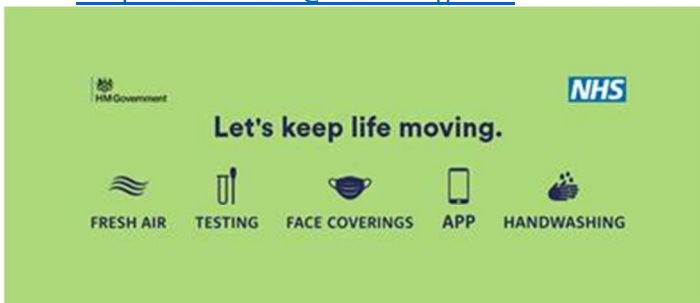 HM Government
NHS
Let's keep life moving.
FRESH AIR TESTING FACE COVERINGS APP HANDWASHING